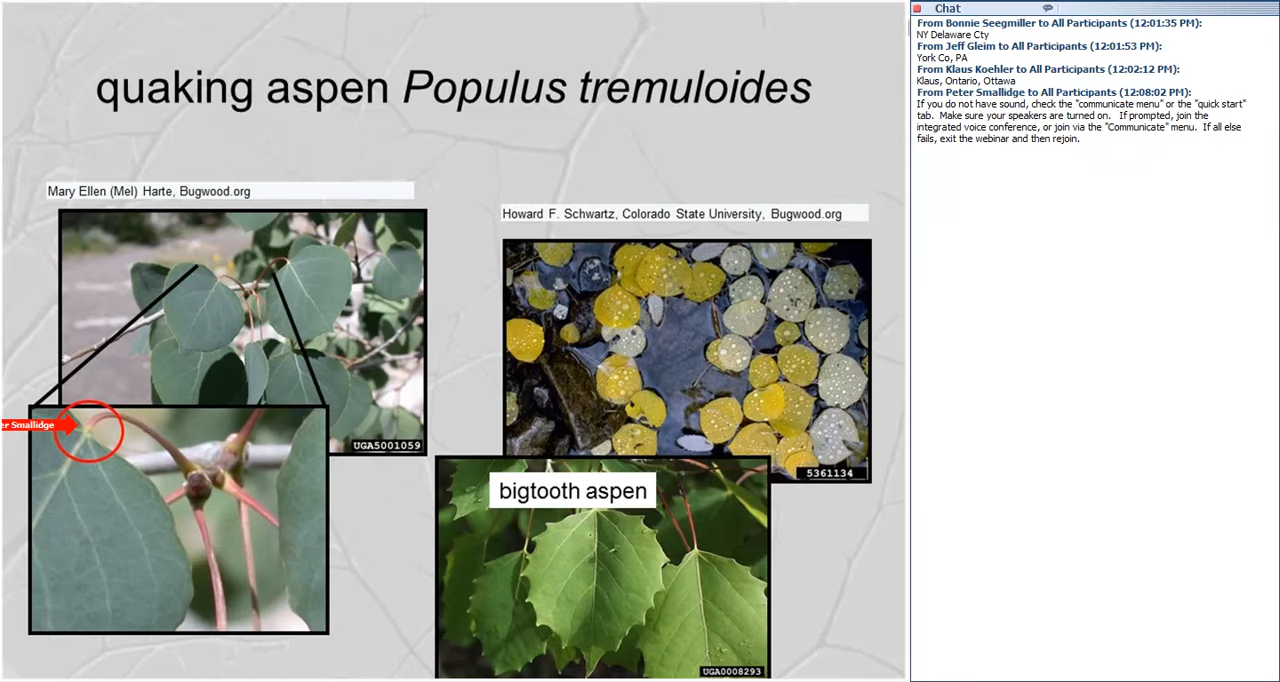 quaking aspen Populus tremuloides
Mary Ellen (Mel) Harte, Bugwood.org
Howard F. Schwartz, Colorado State University, Bugwood.org
UGA5001059
er Smallidge
5361134
bigtooth aspen
UGA0008293
Chat
From Bonnie Seegmiller to All Participants (12:01:35 PM):
NY Delaware Cty
From Jeff Gleim to All Participants (12:01:53 PM):
York Co, PA
From Klaus Koehler to All Participants (12:02:12 PM):
Klaus, Ontario, Ottawa
From Peter Smallidge to All Participants (12:08:02 PM):
If you do not have sound, check the "communicate menu" or the "quick start"
tab. Make sure your speakers are turned on. If prompted, join the
integrated voice conference, or join via the "Communicate" menu. If all else
fails, exit the webinar and then rejoin.